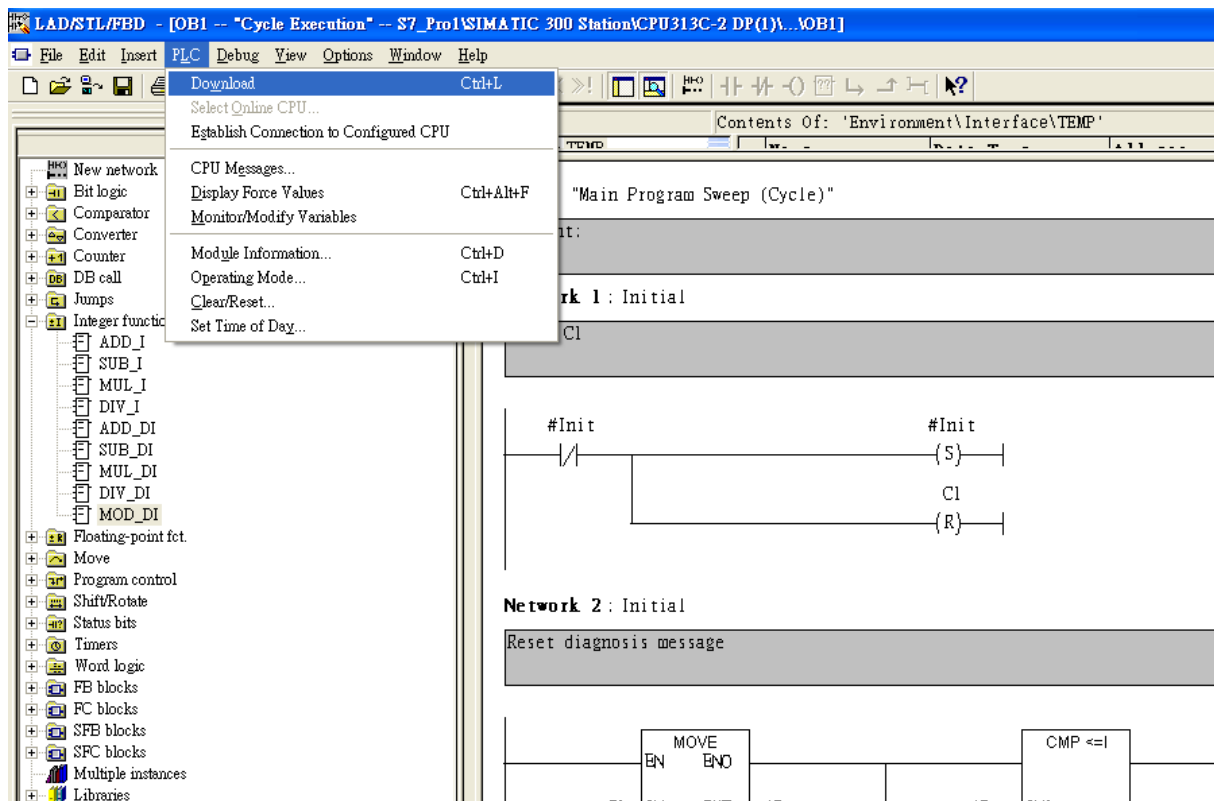 LAD/STL/FBD - [OB1 -- "Cycle Execution" -- S7_Pro1\SIMATIC 300 Station\CPU313C-2 DP(1)\...\OB1]
File Edit Insert PLC Debug View Options Window Help
Download Ctrl+L
Select Online CPU...
Establish Connection to Configured CPU
CPU Messages...
Display Force Values Ctrl+Alt+F
Monitor/Modify Variables
Module Information... Ctrl+D
Operating Mode... Ctrl+I
Clear/Reset...
Set Time of Day...
Contents Of: 'Environment\Interface\TEMP'
TEMP
New network
Bit logic
Comparator
Converter
Counter
DB call
Jumps
Integer functio
ADD_I
SUB_I
MUL_I
DIV_I
ADD_DI
SUB_DI
MUL_DI
DIV_DI
MOD_DI
Floating-point fct.
Move
Program control
Shift/Rotate
Status bits
Timers
Word logic
FB blocks
FC blocks
SFB blocks
SFC blocks
Multiple instances
Libraries
"Main Program Sweep (Cycle)"
nt:
rk 1 : Initial
C1
#Init #Init
(S)
C1
(R)
Network 2 : Initial
Reset diagnosis message
MOVE CMP <=I
EN ENO